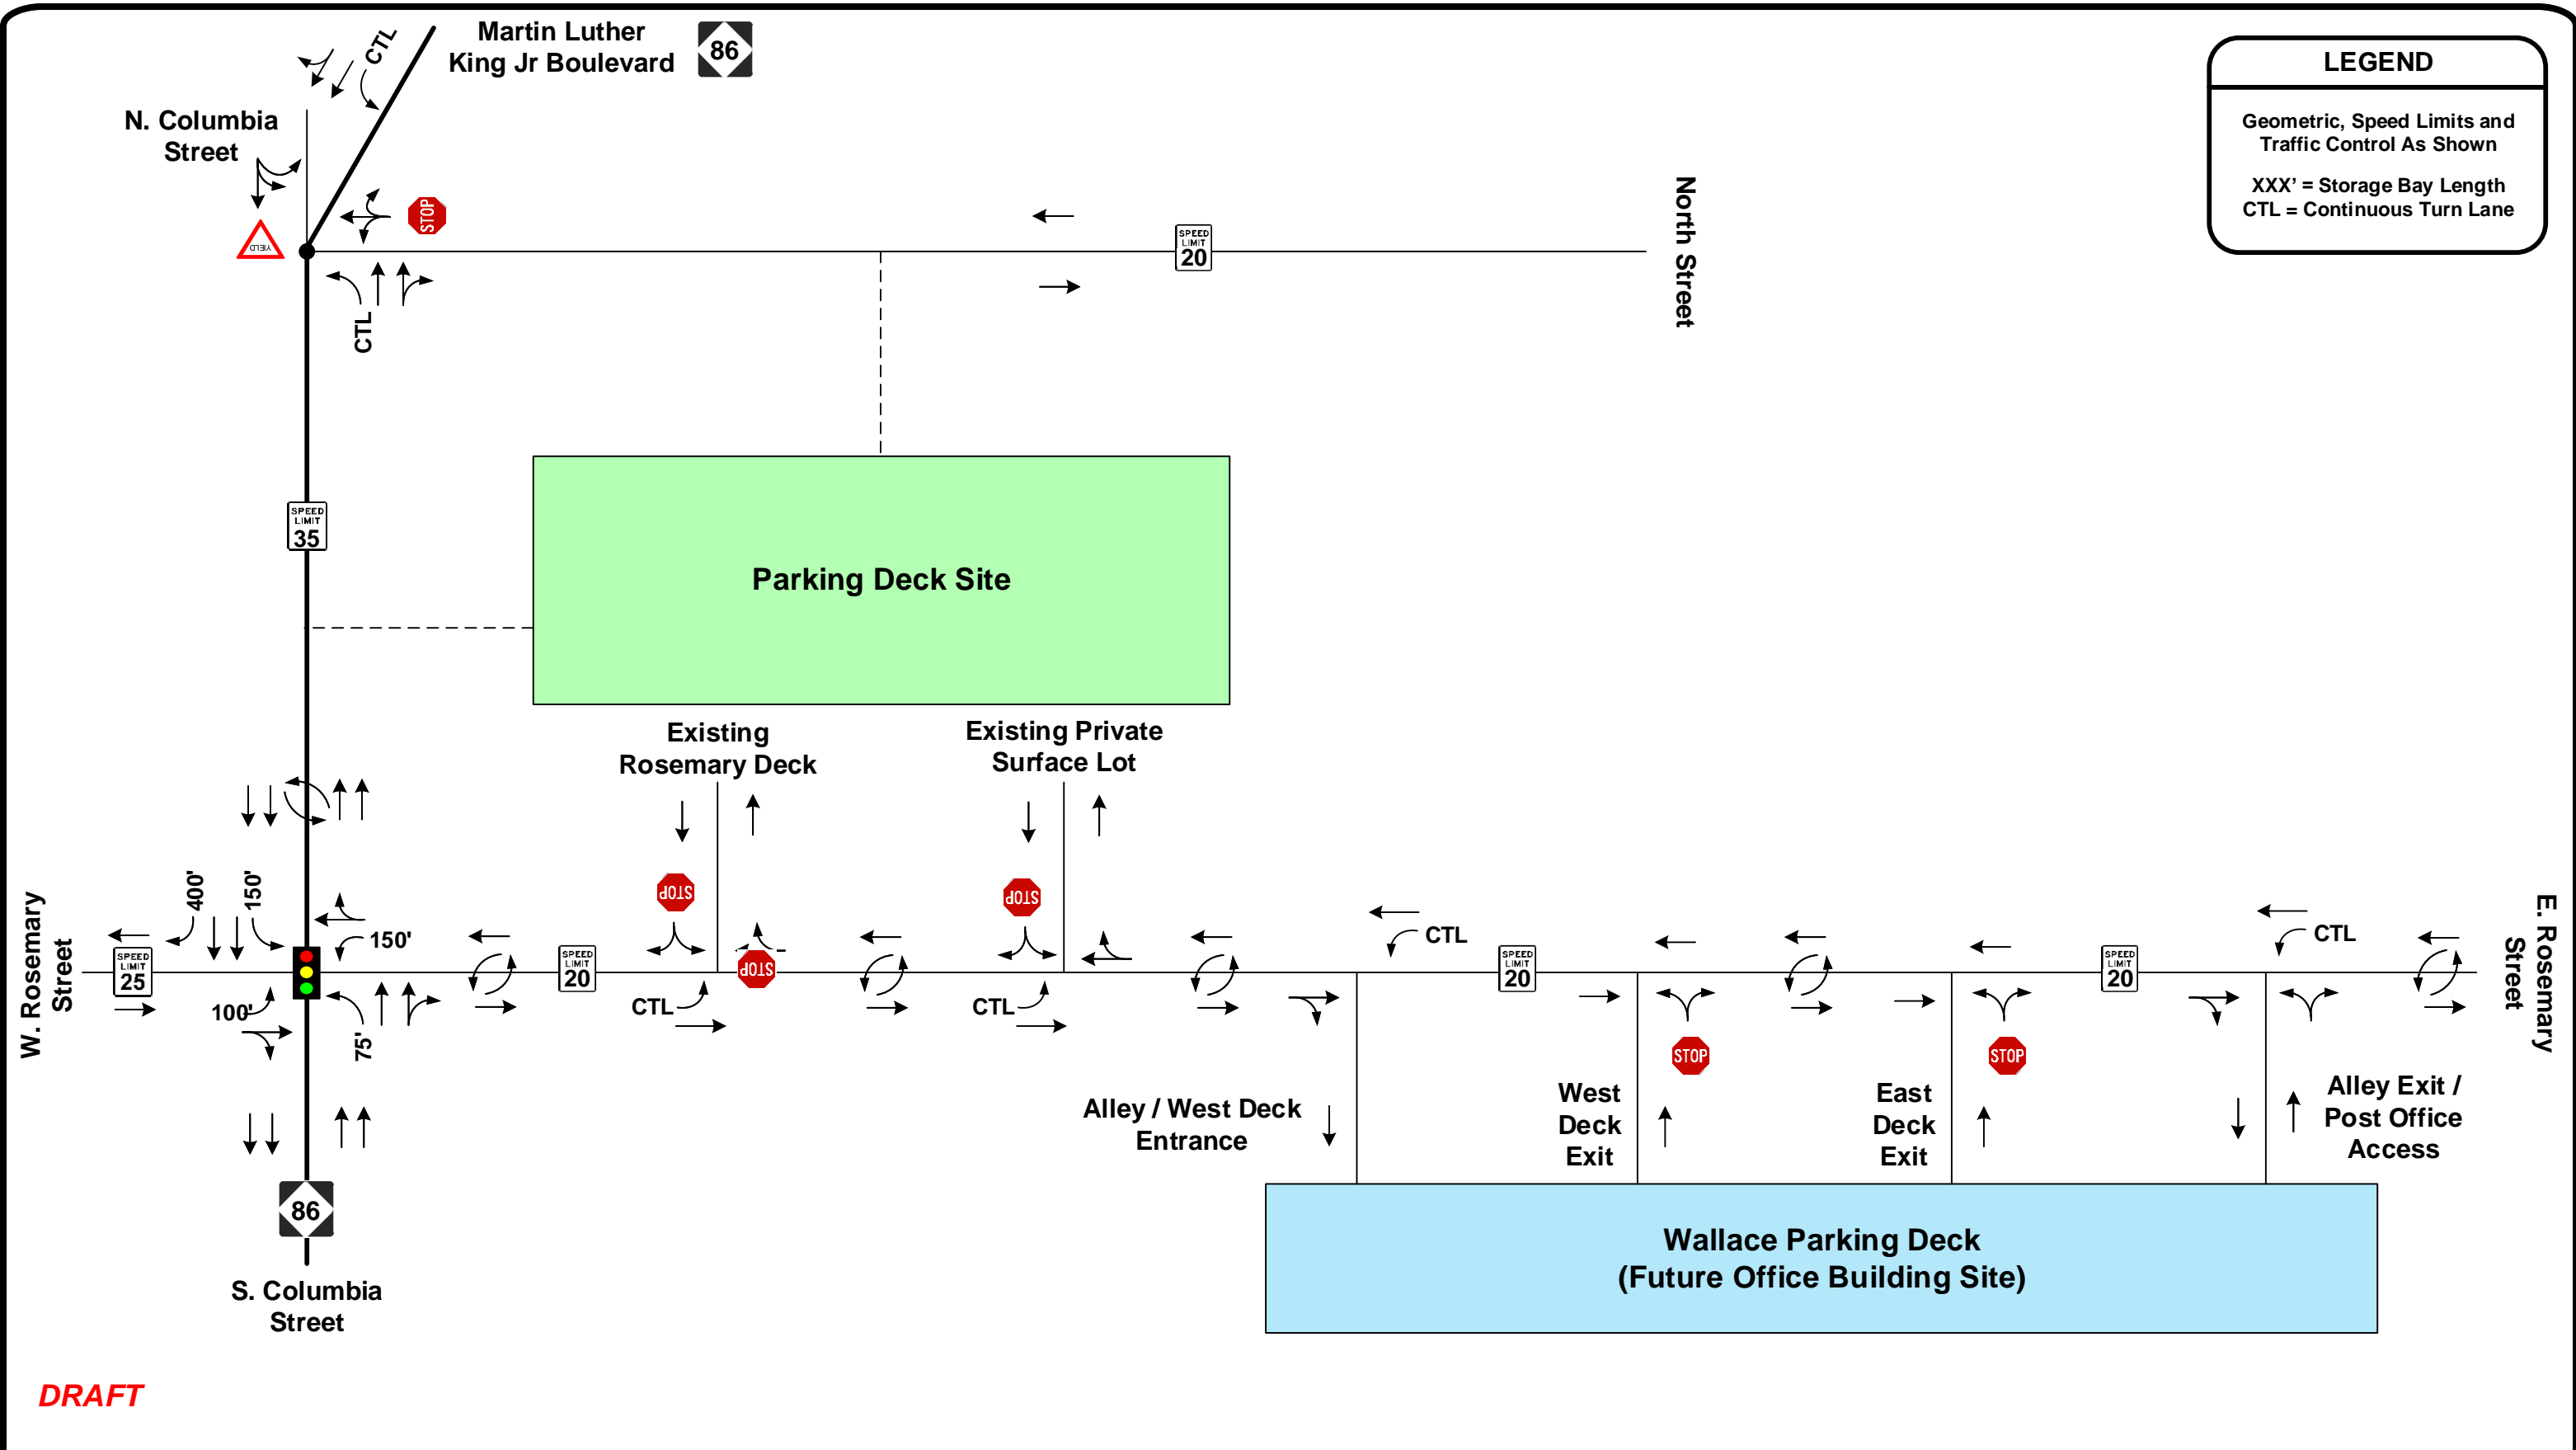 Martin Luther
King Jr Boulevard
86
CTL
LEGEND
Geometric, Speed Limits and
Traffic Control As Shown
XXX' = Storage Bay Length
CTL = Continuous Turn Lane
N. Columbia
Street
YIELD
STOP
North Street
SPEED
LIMIT
20
CTL
SPEED
LIMIT
35
Parking Deck Site
Existing
Rosemary Deck
Existing Private
Surface Lot
STOP
STOP
W. Rosemary
Street
400'
150'
150'
SPEED
LIMIT
25
100'
75'
SPEED
LIMIT
20
STOP
CTL
CTL
CTL
SPEED
LIMIT
20
SPEED
LIMIT
20
CTL
E. Rosemary
Street
STOP
STOP
Alley / West Deck
Entrance
West
Deck
Exit
East
Deck
Exit
Alley Exit /
Post Office
Access
86
S. Columbia
Street
Wallace Parking Deck
(Future Office Building Site)
DRAFT